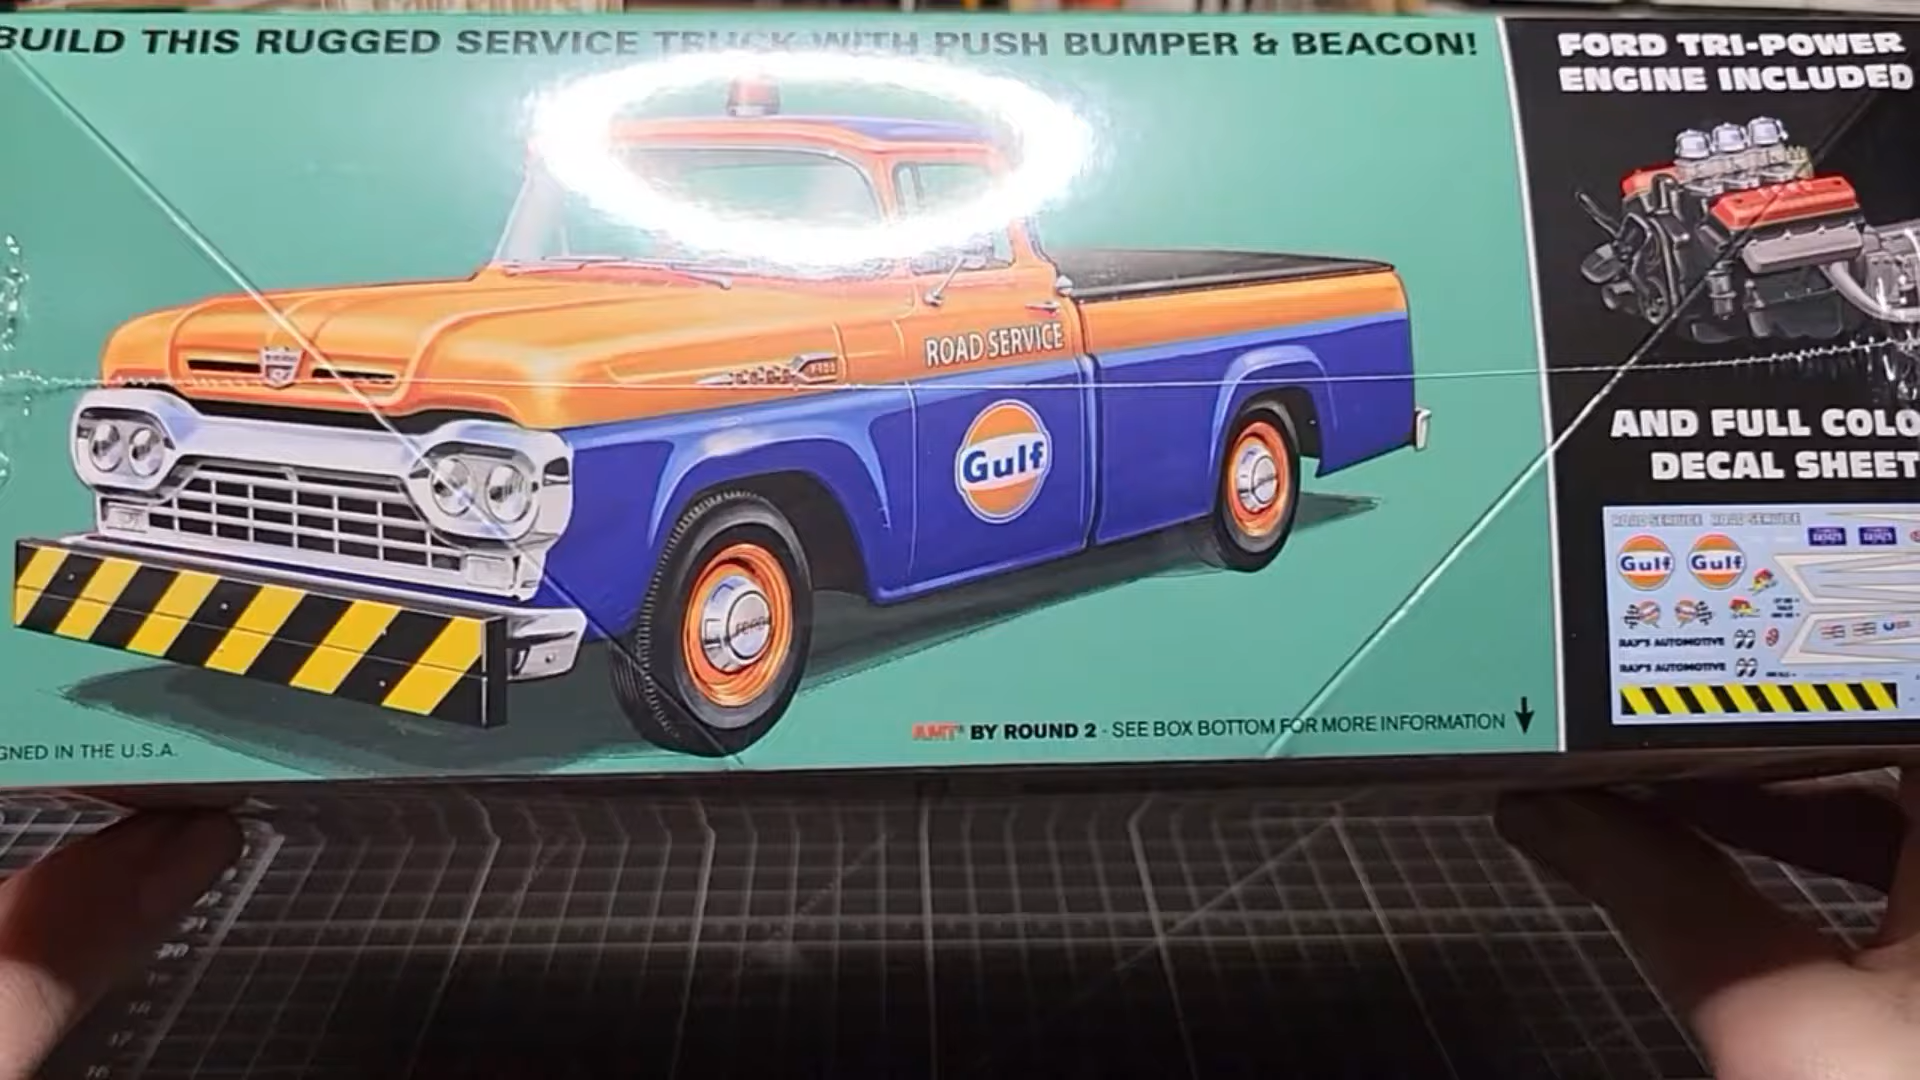 BUILD THIS RUGGED SERVICE TRUCK WITH PUSH BUMPER & BEACON!
FORD TRI-POWER
ENGINE INCLUDED
ROAD SERVICE
Gulf
FORD
AND FULL COLO
DECAL SHEET
ROAD SERVICE ROAD SERVICE
Gulf Gulf
RAY'S AUTOMOTIVE
RAY'S AUTOMOTIVE
AMT® BY ROUND 2 - SEE BOX BOTTOM FOR MORE INFORMATION
GNED IN THE U.S.A.